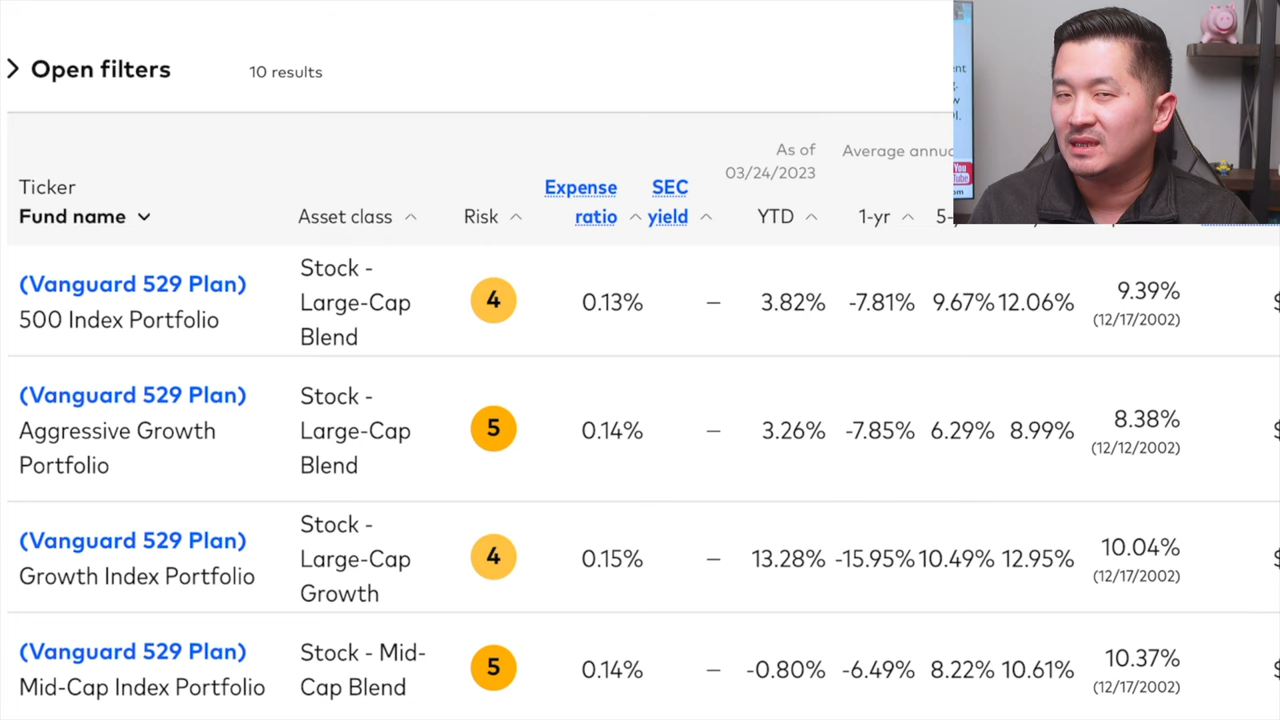 Open filters
10 results
As of
03/24/2023
Average annu
Ticker
Fund name
Asset class
Risk
Expense
ratio
SEC
yield
YTD
1-yr
5-
(Vanguard 529 Plan)
500 Index Portfolio
Stock -
Large-Cap
Blend
4
0.13%
–
3.82%
-7.81%
9.67%
12.06%
9.39%
(12/17/2002)
(Vanguard 529 Plan)
Aggressive Growth
Portfolio
Stock -
Large-Cap
Blend
5
0.14%
–
3.26%
-7.85%
6.29%
8.99%
8.38%
(12/12/2002)
(Vanguard 529 Plan)
Growth Index Portfolio
Stock -
Large-Cap
Growth
4
0.15%
–
13.28%
-15.95%
10.49%
12.95%
10.04%
(12/17/2002)
(Vanguard 529 Plan)
Mid-Cap Index Portfolio
Stock - Mid-
Cap Blend
5
0.14%
–
-0.80%
-6.49%
8.22%
10.61%
10.37%
(12/17/2002)
You
Tube